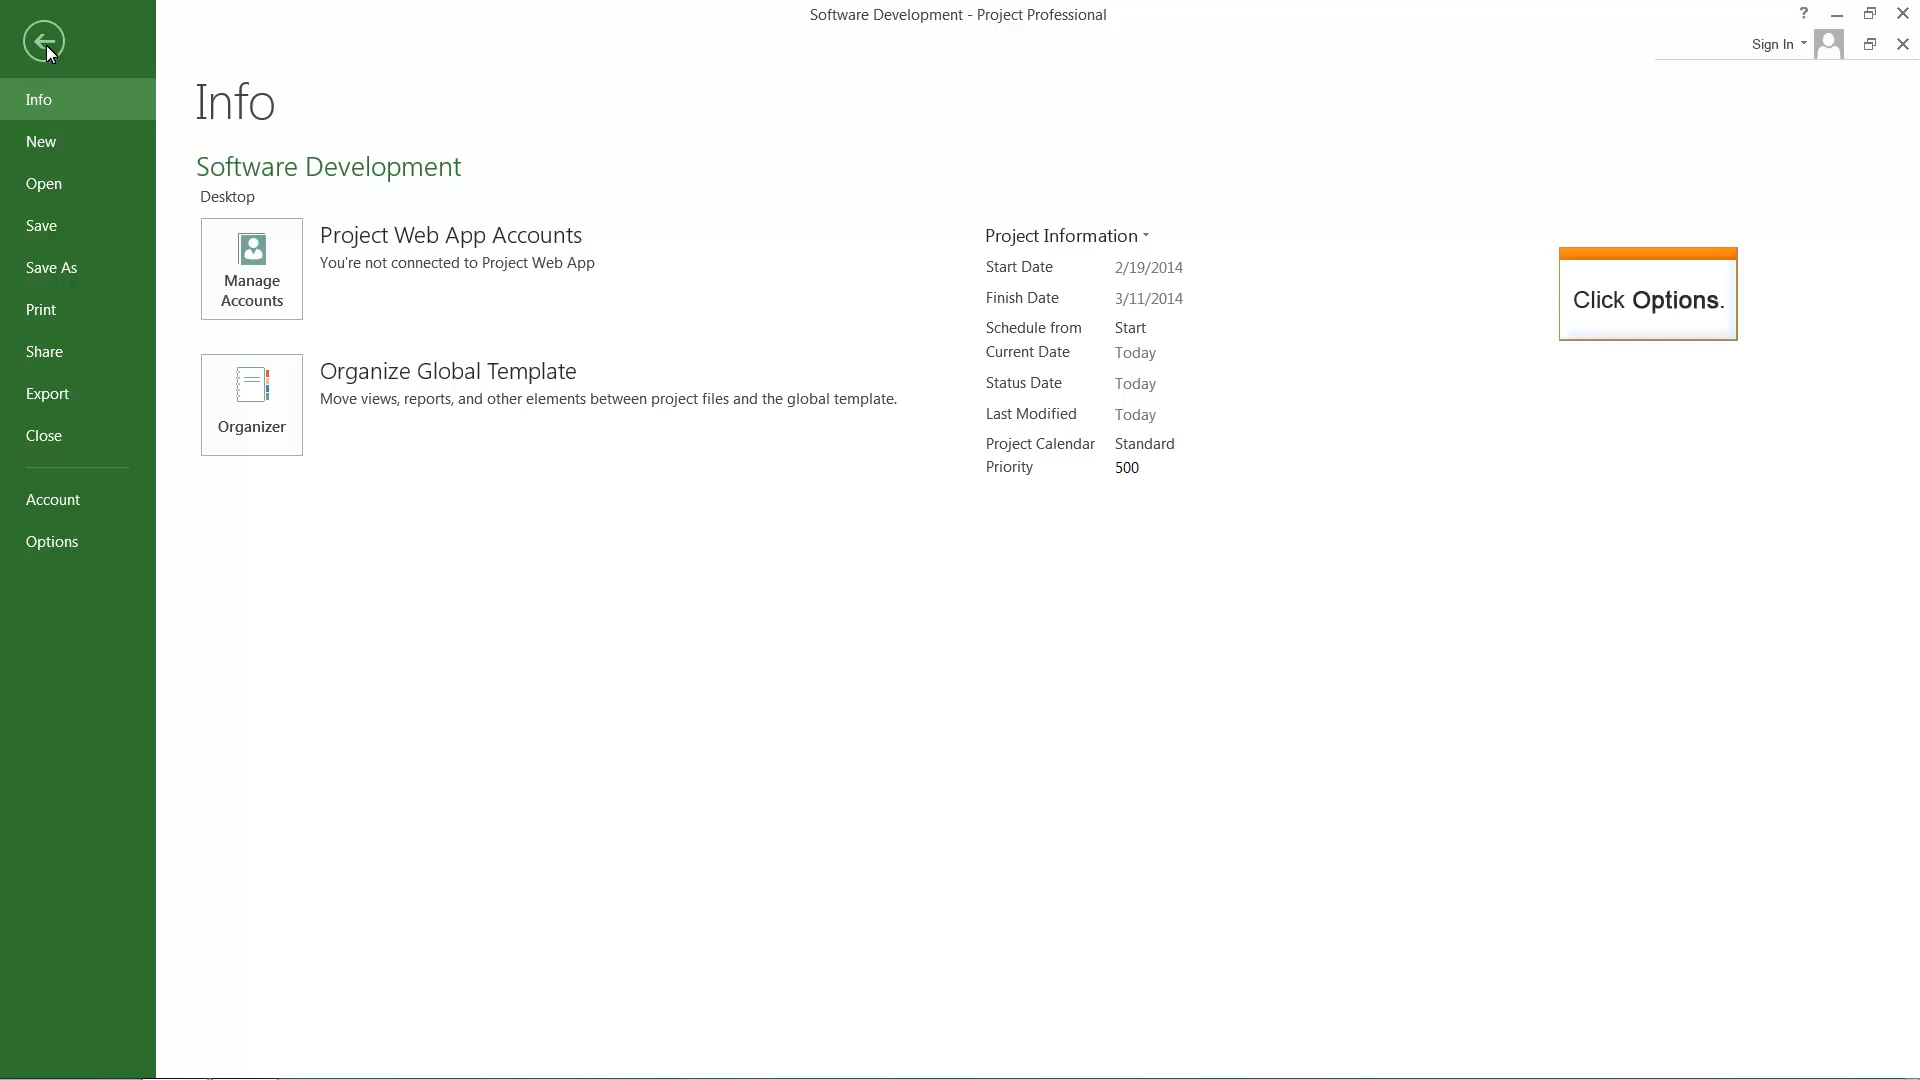 Software Development - Project Professional
?
Sign In
Info
New
Open
Save
Save As
Print
Share
Export
Close
Account
Options
Info
Software Development
Desktop
Manage
Accounts
Project Web App Accounts
You're not connected to Project Web App
Organizer
Organize Global Template
Move views, reports, and other elements between project files and the global template.
Project Information
Start Date 2/19/2014
Finish Date 3/11/2014
Schedule from Start
Current Date Today
Status Date Today
Last Modified Today
Project Calendar Standard
Priority 500
Click Options.